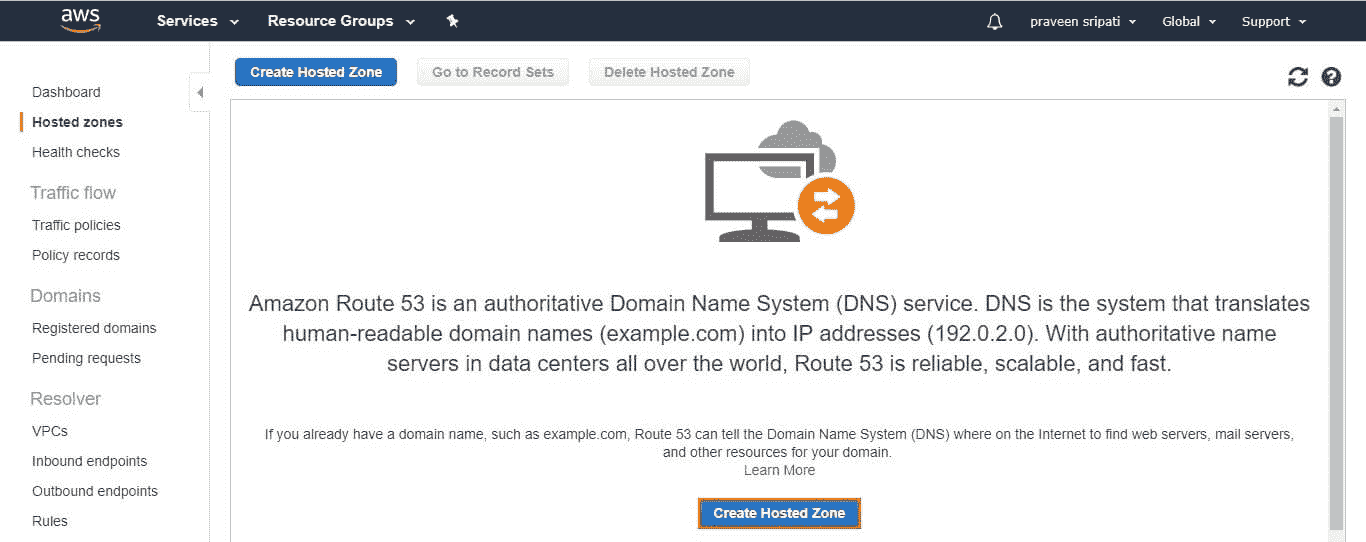 aws Services Resource Groups praveen sripati Global Support
Create Hosted Zone Go to Record Sets Delete Hosted Zone
Dashboard
Hosted zones
Health checks
Traffic flow
Traffic policies
Policy records
Domains
Registered domains
Pending requests
Resolver
VPCs
Inbound endpoints
Outbound endpoints
Rules
Amazon Route 53 is an authoritative Domain Name System (DNS) service. DNS is the system that translates
human-readable domain names (example.com) into IP addresses (192.0.2.0). With authoritative name
servers in data centers all over the world, Route 53 is reliable, scalable, and fast.
If you already have a domain name, such as example.com, Route 53 can tell the Domain Name System (DNS) where on the Internet to find web servers, mail servers,
and other resources for your domain.
Learn More
Create Hosted Zone